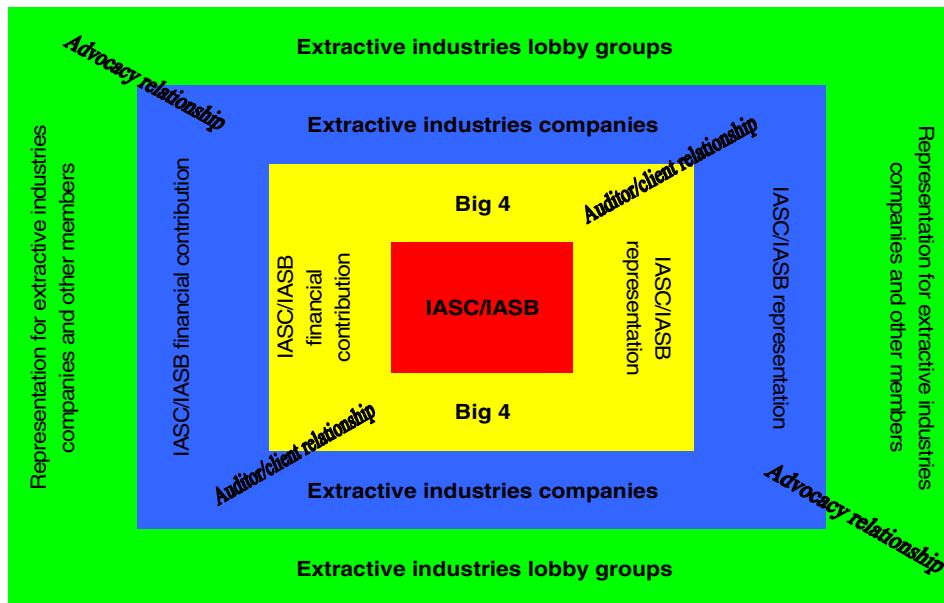 Extractive industries lobby groups
Advocacy relationship
Extractive industries companies
Auditor/client relationship
Representation for extractive industries
companies and other members
IASC/IASB financial contribution
Big 4
IASC/IASB
financial
contribution
IASC/IASB
IASC/IASB
representation
IASC/IASB representation
Representation for extractive industries
companies and other members
Big 4
Auditor/client relationship
Extractive industries companies
Advocacy relationship
Extractive industries lobby groups